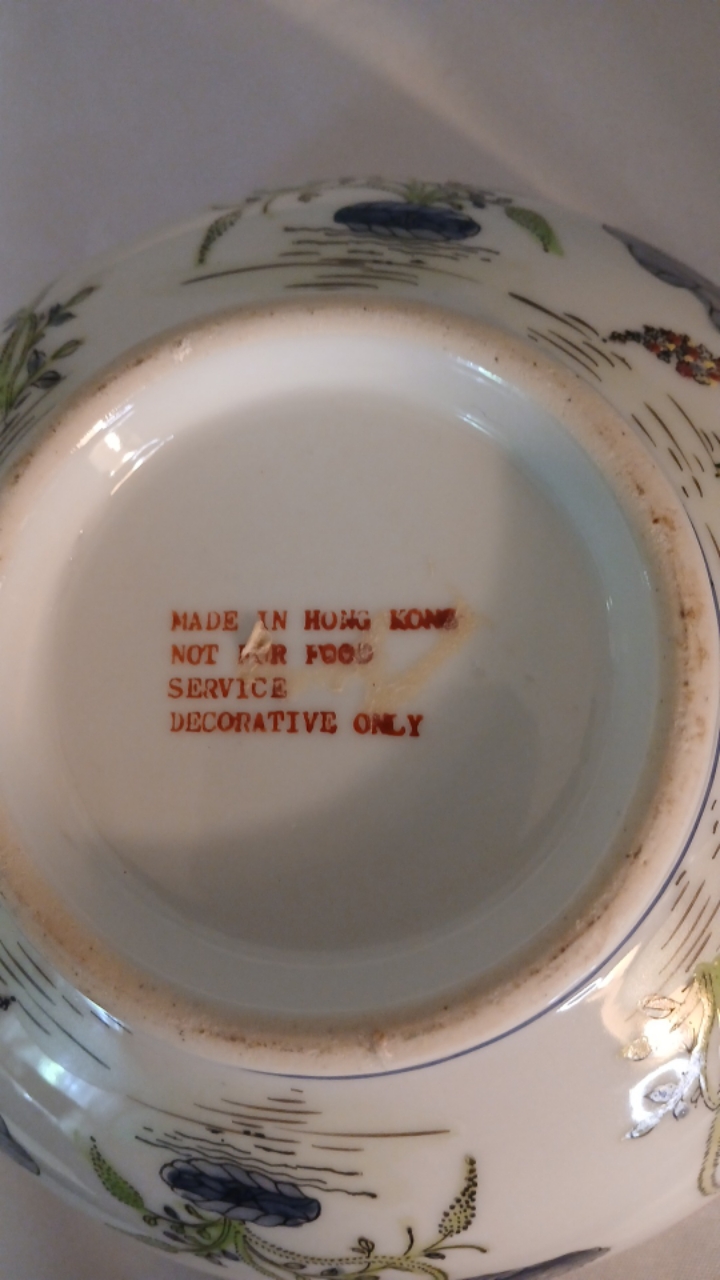 MADE IN HONG KONG
NOT FOR FOOD
SERVICE
DECORATIVE ONLY